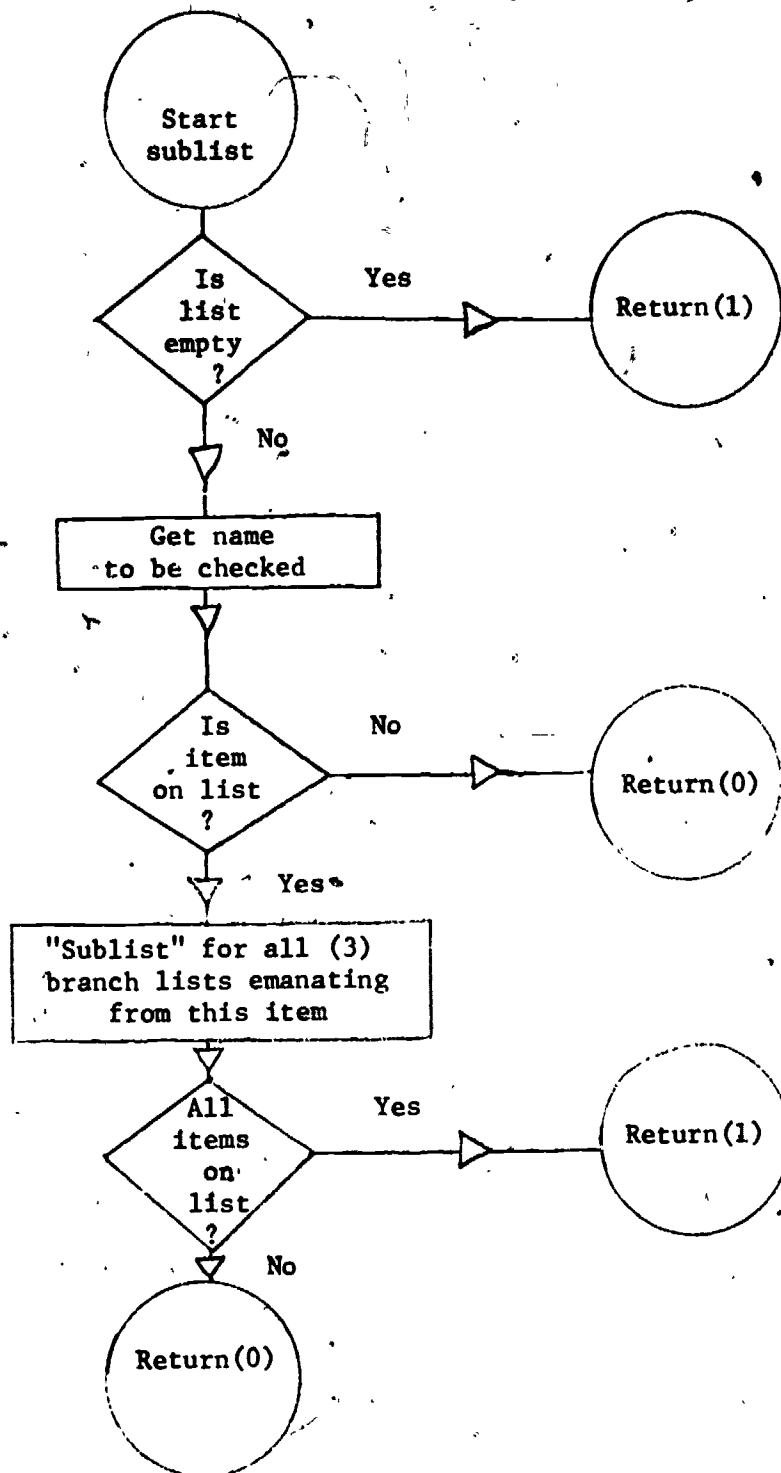 Start
sublist
Is
list
empty
?
Yes
Return(1)
No
Get name
to be checked
Is
item
on list
?
No
Return(0)
Yes
"Sublist" for all (3)
branch lists emanating
from this item
All
items
on
list
?
Yes
Return(1)
No
Return(0)